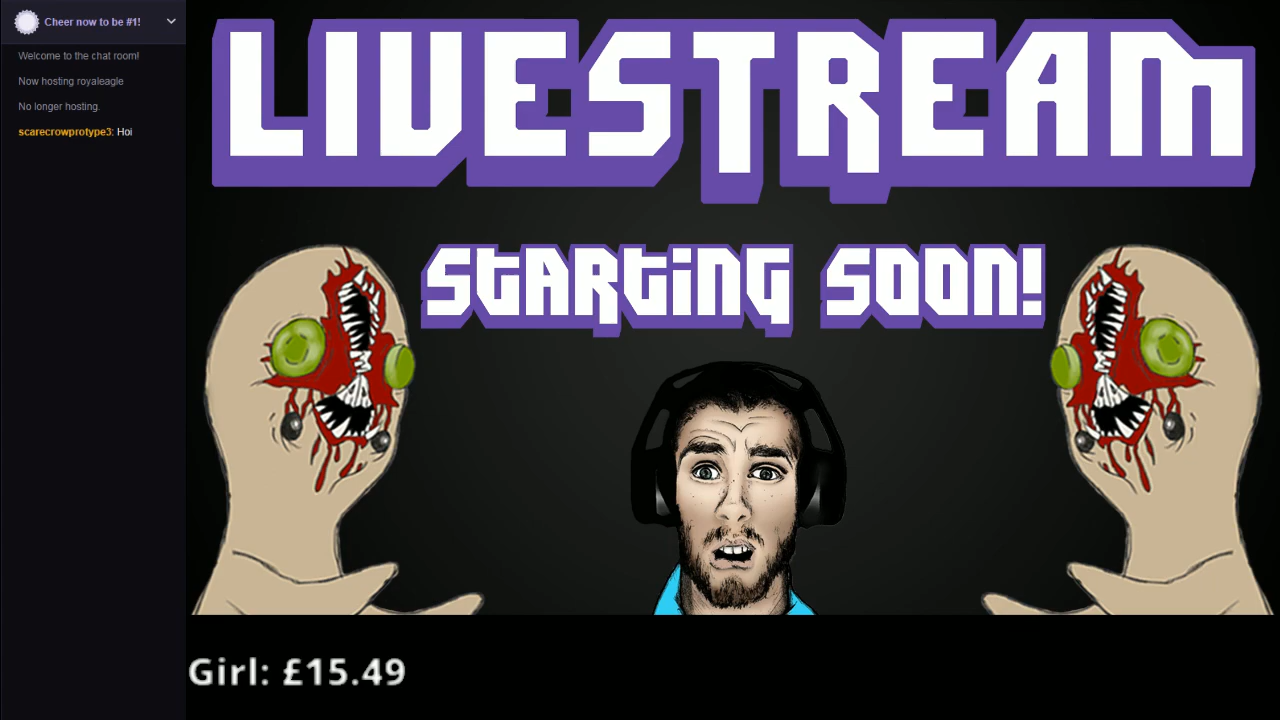 Cheer now to be #1!
Welcome to the chat room!
Now hosting royaleagle
No longer hosting.
scarecrowprotype3: Hoi
LIVESTREAM
STARTING SOON!
Girl: £15.49